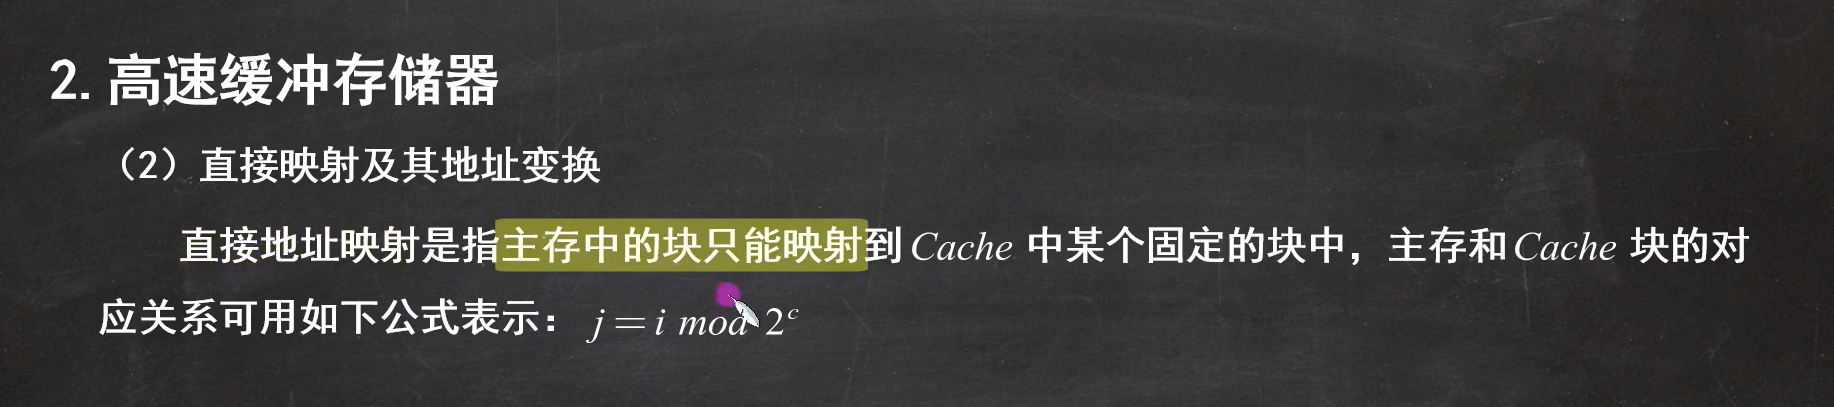 2. 高速缓冲存储器
（2）直接映射及其地址变换
直接地址映射是指主存中的块只能映射到 Cache 中某个固定的块中，主存和 Cache 块的对
应关系可用如下公式表示： j = i mod 2^c